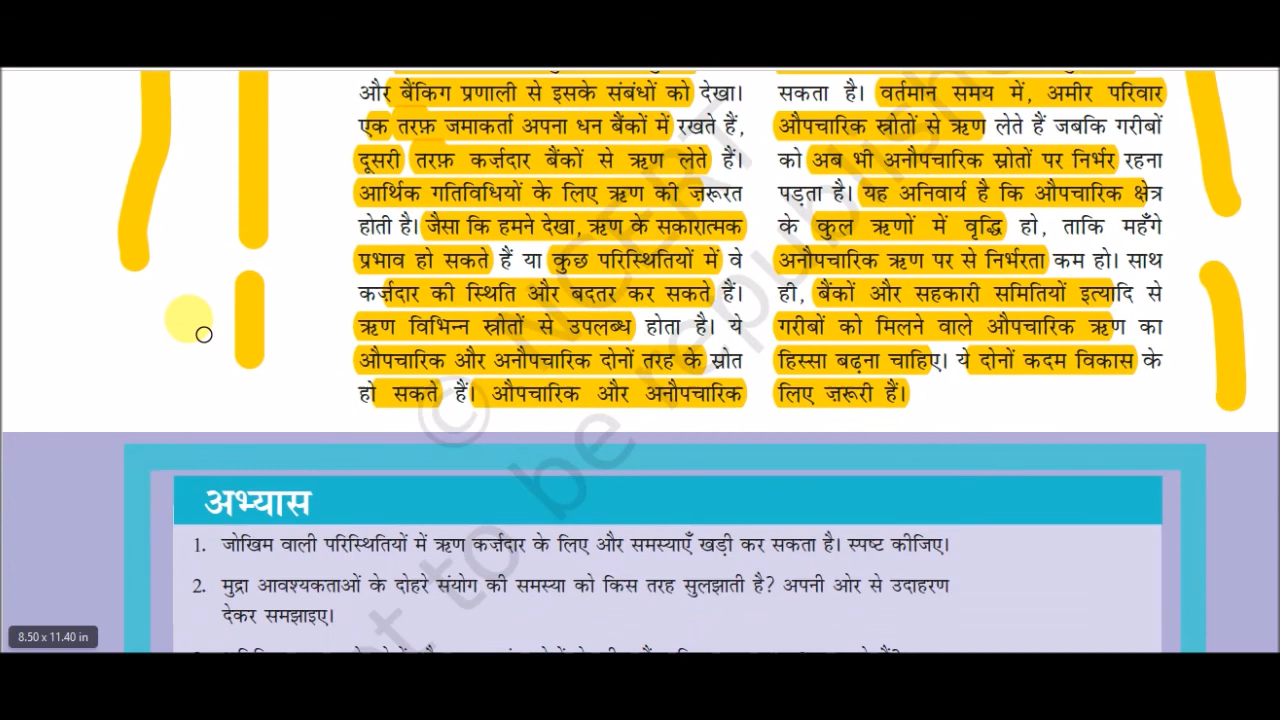 और बैंकिग प्रणाली से इसके संबंधों को देखा।
एक तरफ़ जमाकर्ता अपना धन बैंकों में रखते हैं,
दूसरी तरफ़ कर्ज़दार बैंकों से ऋण लेते हैं।
आर्थिक गतिविधियों के लिए ऋण की ज़रूरत
होती है। जैसा कि हमने देखा, ऋण के सकारात्मक
प्रभाव हो सकते हैं या कुछ परिस्थितियों में वे
कर्ज़दार की स्थिति और बदतर कर सकते हैं।
ऋण विभिन्न स्रोतों से उपलब्ध होता है। ये
औपचारिक और अनौपचारिक दोनों तरह के स्रोत
हो सकते हैं। औपचारिक और अनौपचारिक
सकता है। वर्तमान समय में, अमीर परिवार
औपचारिक स्रोतों से ऋण लेते हैं जबकि गरीबों
को अब भी अनौपचारिक स्रोतों पर निर्भर रहना
पड़ता है। यह अनिवार्य है कि औपचारिक क्षेत्र
के कुल ऋणों में वृद्धि हो, ताकि महँगे
अनौपचारिक ऋण पर से निर्भरता कम हो। साथ
ही, बैंकों और सहकारी समितियों इत्यादि से
गरीबों को मिलने वाले औपचारिक ऋण का
हिस्सा बढ़ना चाहिए। ये दोनों कदम विकास के
लिए ज़रूरी हैं।
© NCERT
not to be republished
अभ्यास
1. जोखिम वाली परिस्थितियों में ऋण कर्ज़दार के लिए और समस्याएँ खड़ी कर सकता है। स्पष्ट कीजिए।
2. मुद्रा आवश्यकताओं के दोहरे संयोग की समस्या को किस तरह सुलझाती है? अपनी ओर से उदाहरण
देकर समझाइए।
8.50 x 11.40 in